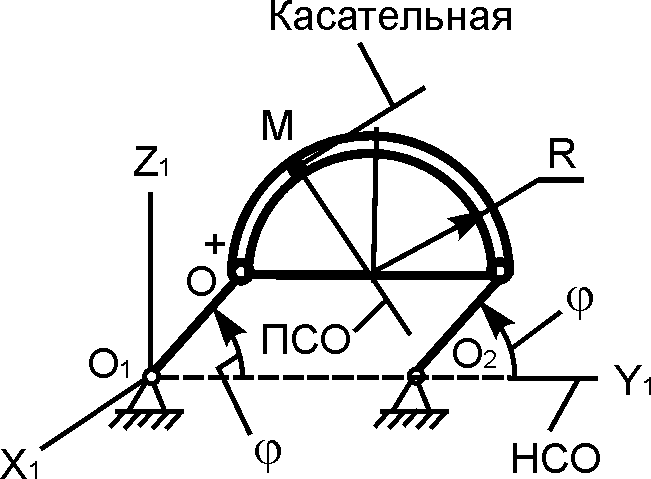 Касательная
M
Z1
R
+
O
ПСО
φ
O1
O2
Y1
X1
φ
НСО